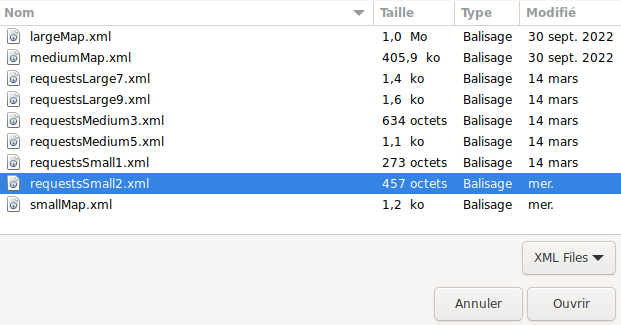 Nom Taille Type Modifié
largeMap.xml 1,0 Mo Balisage 30 sept. 2022
mediumMap.xml 405,9 ko Balisage 30 sept. 2022
requestsLarge7.xml 1,4 ko Balisage 14 mars
requestsLarge9.xml 1,6 ko Balisage 14 mars
requestsMedium3.xml 634 octets Balisage 14 mars
requestsMedium5.xml 1,1 ko Balisage 14 mars
requestsSmall1.xml 273 octets Balisage 14 mars
requestsSmall2.xml 457 octets Balisage mer.
smallMap.xml 1,2 ko Balisage mer.
XML Files
Annuler Ouvrir